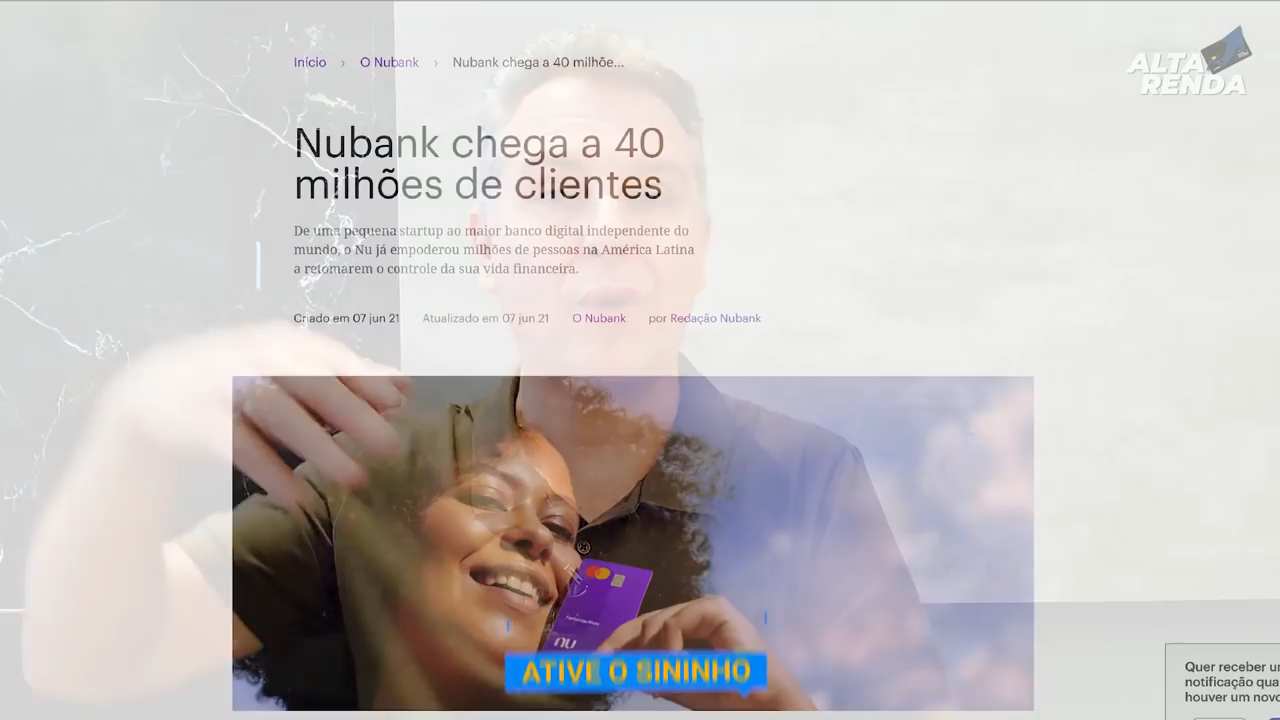 Início > O Nubank > Nubank chega a 40 milhõe...
ALTA
RENDA
Nubank chega a 40
milhões de clientes
De uma pequena startup ao maior banco digital independente do
mundo, o Nu já empoderou milhões de pessoas na América Latina
a retomarem o controle da sua vida financeira.
Criado em 07 jun 21 Atualizado em 07 jun 21 O Nubank por Redação Nubank
nu
ATIVE O SININHO
Quer receber
notificação
houver um novo